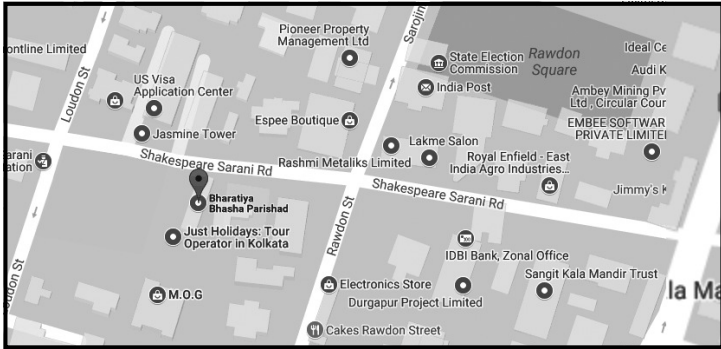 Pioneer Property
Management Ltd
Sarojin
ontline Limited
State Election
Commission
Rawdon
Square
Ideal Ce
Audi K
Loudon St
US Visa
Application Center
India Post
Ambey Mining Pv
Ltd , Circular Cour
Espee Boutique
EMBEE SOFTWAR
PRIVATE LIMITEI
Jasmine Tower
Lakme Salon
arani
ation
Shakespeare Sarani Rd
Rashmi Metaliks Limited
Royal Enfield - East
India Agro Industries...
Shakespeare Sarani Rd
Jimmy's K
Bharatiya
Bhasha Parishad
Just Holidays: Tour
Operator in Kolkata
Rawdon St
IDBI Bank, Zonal Office
Sangit Kala Mandir Trust
Loudon St
M.O.G
Electronics Store
Durgapur Project Limited
la Ma
Cakes Rawdon Street